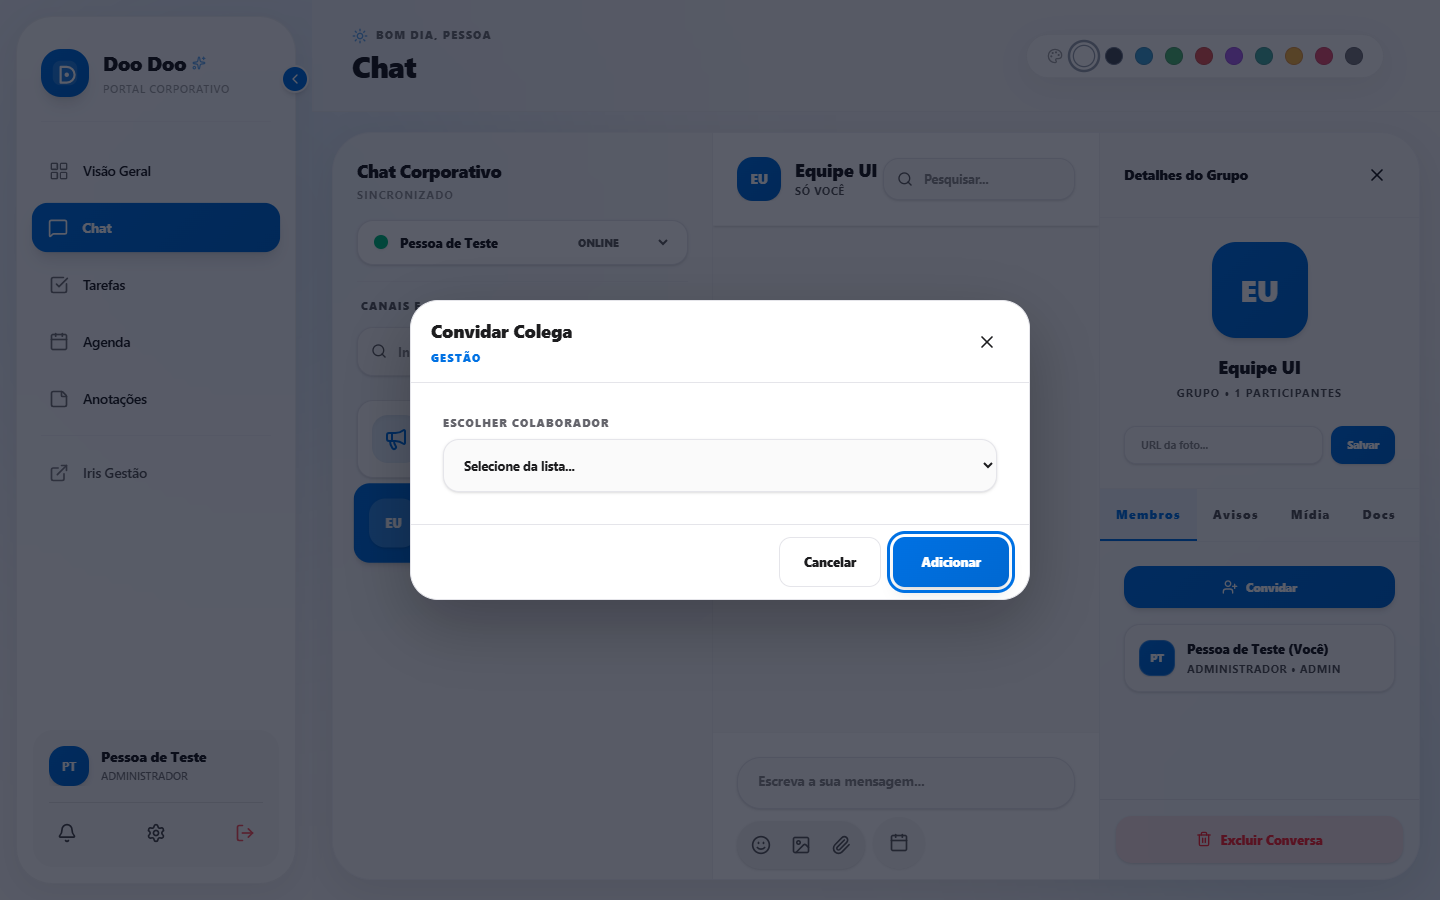 Doo Doo
PORTAL CORPORATIVO
Visão Geral
Chat
Tarefas
Agenda
Anotações
Iris Gestão
PT
Pessoa de Teste
ADMINISTRADOR
BOM DIA, PESSOA
Chat
Chat Corporativo
SINCRONIZADO
Pessoa de Teste
ONLINE
CANAIS
EU
EU
Equipe UI
SÓ VOCÊ
Pesquisar...
Convidar Colega
GESTÃO
ESCOLHER COLABORADOR
Selecione da lista...
Cancelar
Adicionar
Escreva a sua mensagem...
Detalhes do Grupo
EU
Equipe UI
GRUPO • 1 PARTICIPANTES
URL da foto...
Salvar
Membros
Avisos
Mídia
Docs
Convidar
PT
Pessoa de Teste (Você)
ADMINISTRADOR • ADMIN
Excluir Conversa